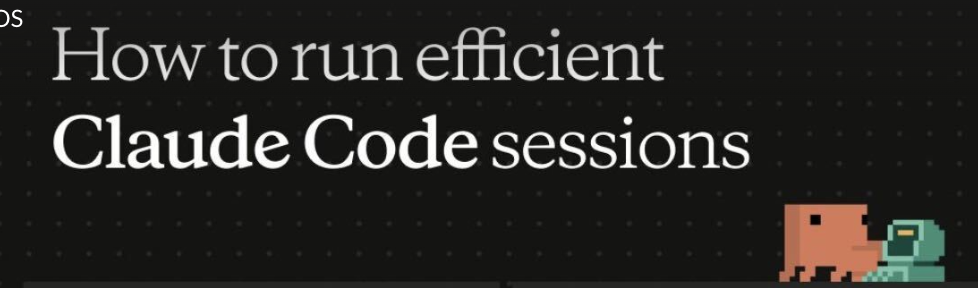 How to run efficient
Claude Code sessions